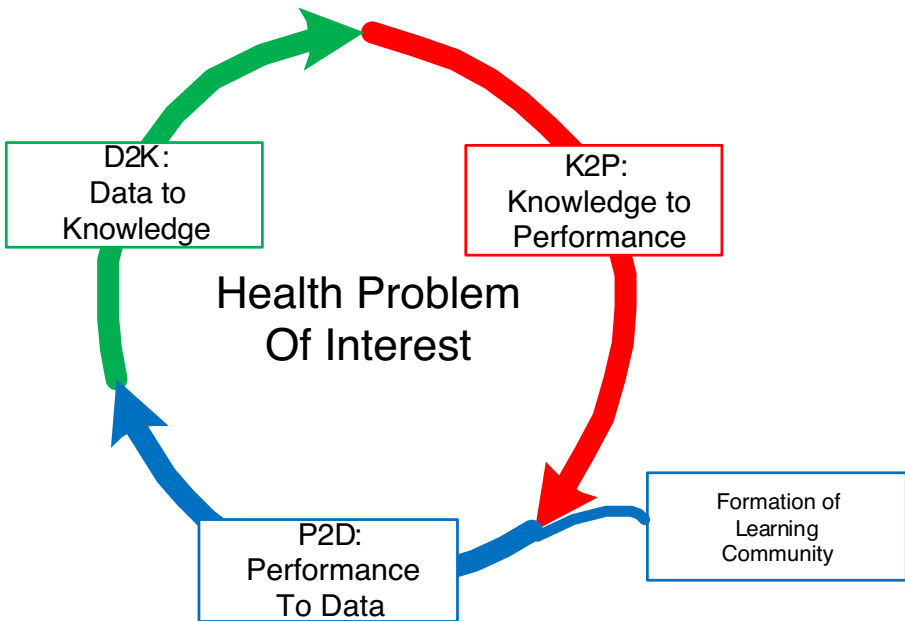 D2K:
Data to
Knowledge
K2P:
Knowledge to
Performance
Health Problem
Of Interest
P2D:
Performance
To Data
Formation of
Learning
Community